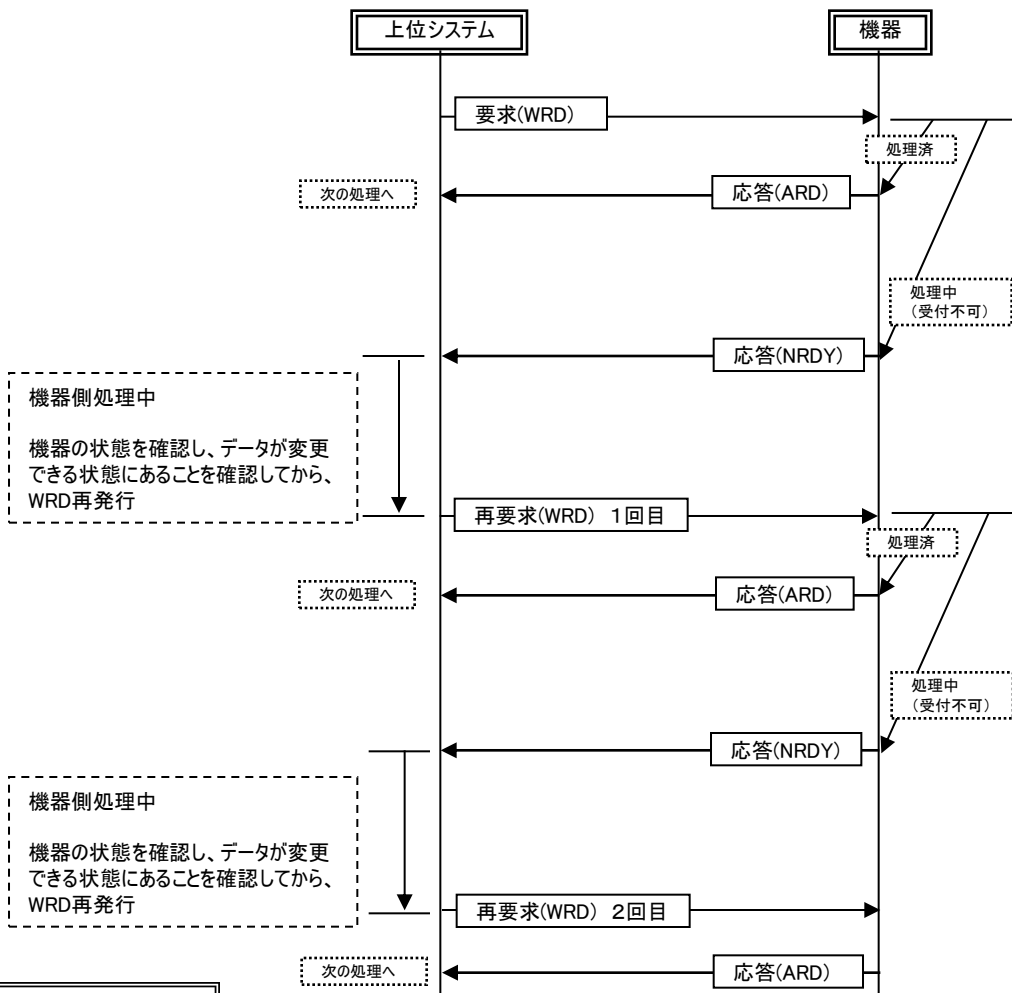 上位システム
機器
要求(WRD)
処理済
次の処理へ
応答(ARD)
処理中
(受付不可)
応答(NRDY)
機器側処理中
機器の状態を確認し、データが変更
できる状態にあることを確認してから、
WRD再発行
再要求(WRD) 1回目
処理済
次の処理へ
応答(ARD)
処理中
(受付不可)
応答(NRDY)
機器側処理中
機器の状態を確認し、データが変更
できる状態にあることを確認してから、
WRD再発行
再要求(WRD) 2回目
次の処理へ
応答(ARD)